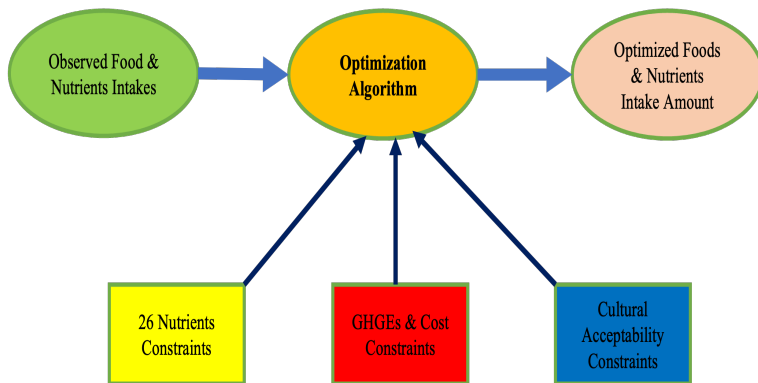 Observed Food &
Nutrients Intakes
Optimization
Algorithm
Optimized Foods
& Nutrients
Intake Amount
26 Nutrients
Constraints
GHGEs & Cost
Constraints
Cultural
Acceptability
Constraints